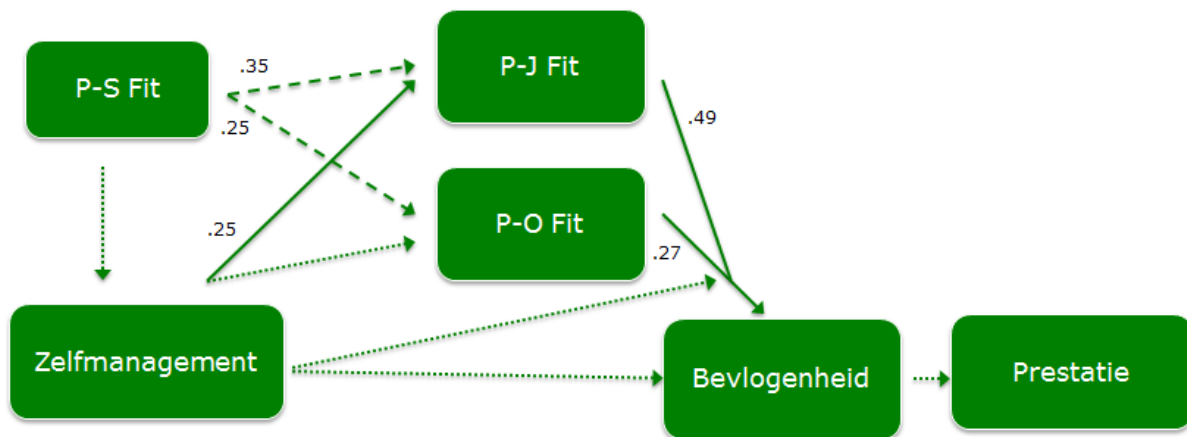 P-S Fit
.35
P-J Fit
.25
.49
P-O Fit
.25
.27
Zelfmanagement
Bevlogenheid
Prestatie